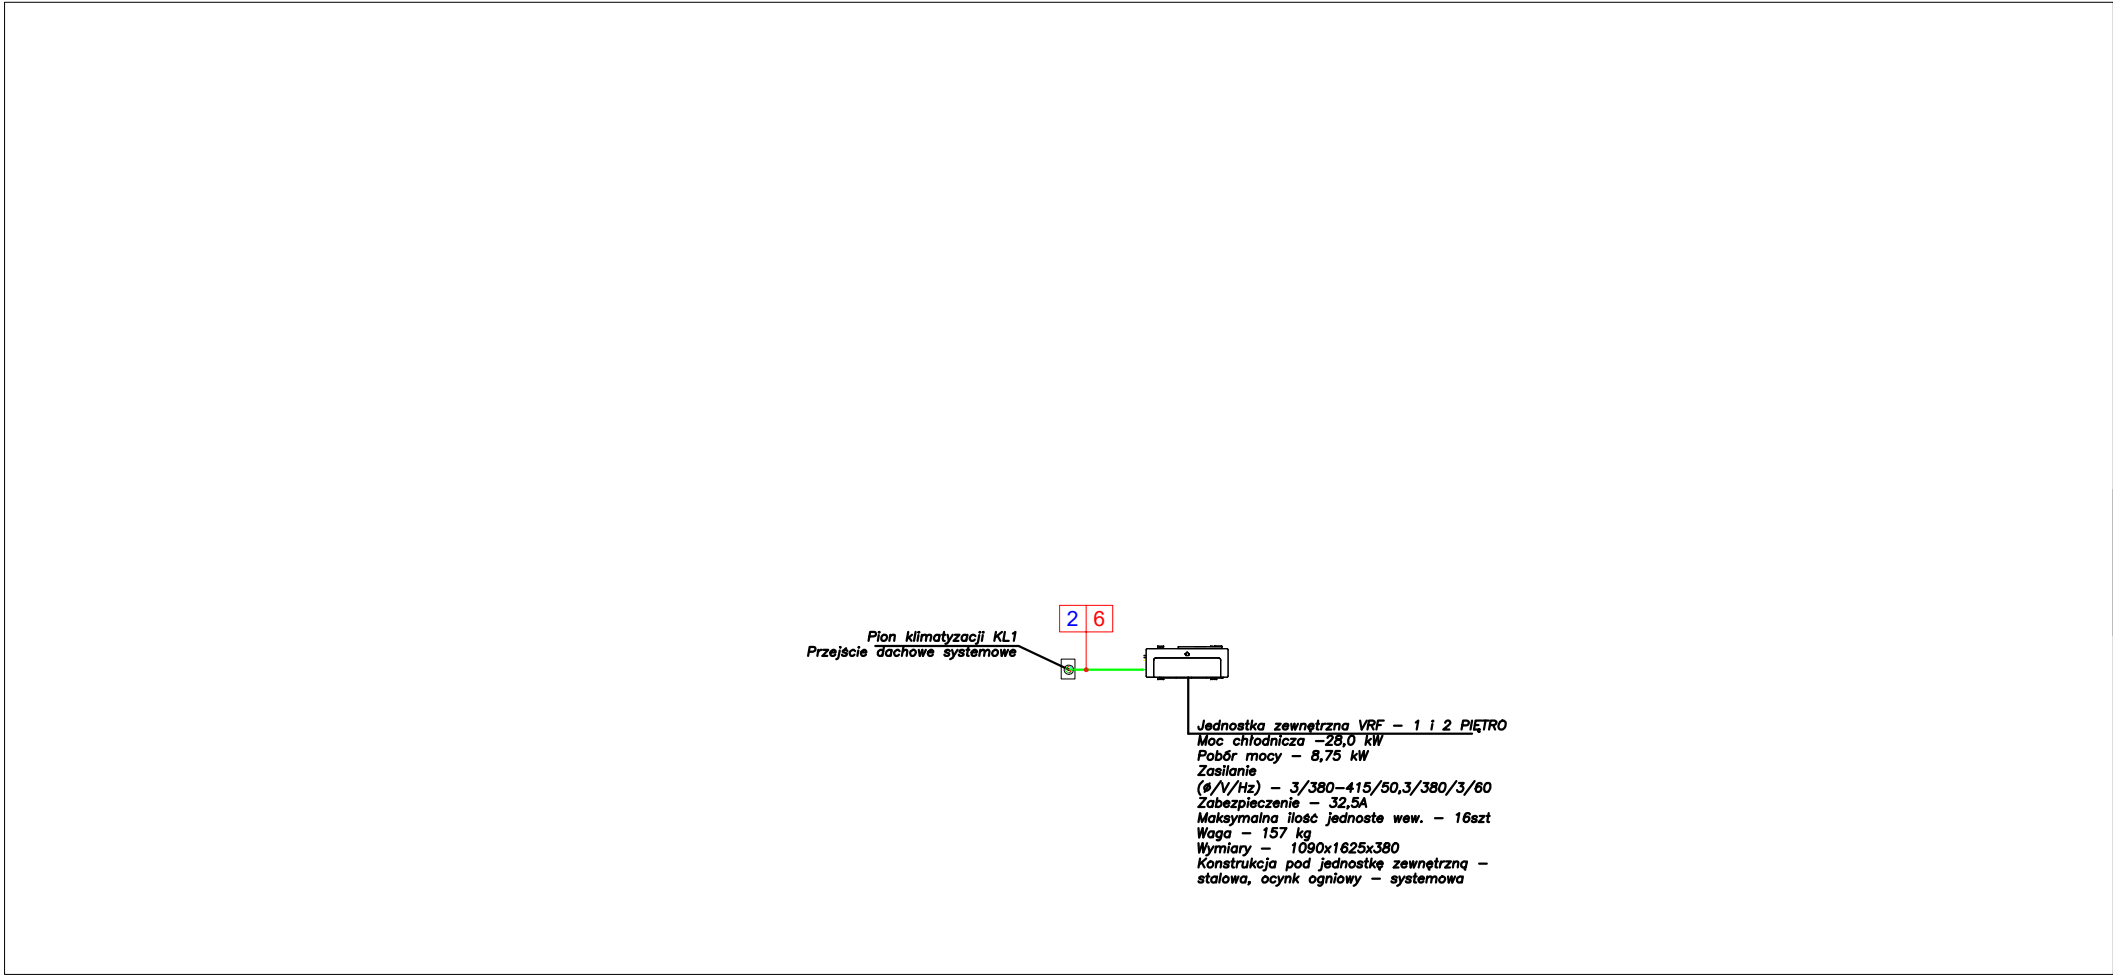 2 6
Pion klimatyzacji KL1
Przejście dachowe systemowe
Jednostka zewnętrzna VRF – 1 i 2 PIĘTRO
Moc chłodnicza –28,0 kW
Pobór mocy – 8,75 kW
Zasilanie
(ø/V/Hz) – 3/380–415/50,3/380/3/60
Zabezpieczenie – 32,5A
Maksymalna ilość jednoste wew. – 16szt
Waga – 157 kg
Wymiary – 1090x1625x380
Konstrukcja pod jednostkę zewnętrzną –
stalowa, ocynk ogniowy – systemowa